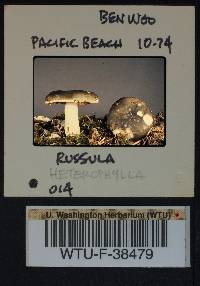 BEN WOO
PACIFIC BEACH 10-74
RUSSULA
HETEROPHYLLA
014
U. Washington Herbarium (WTU)
WTU-F-38479